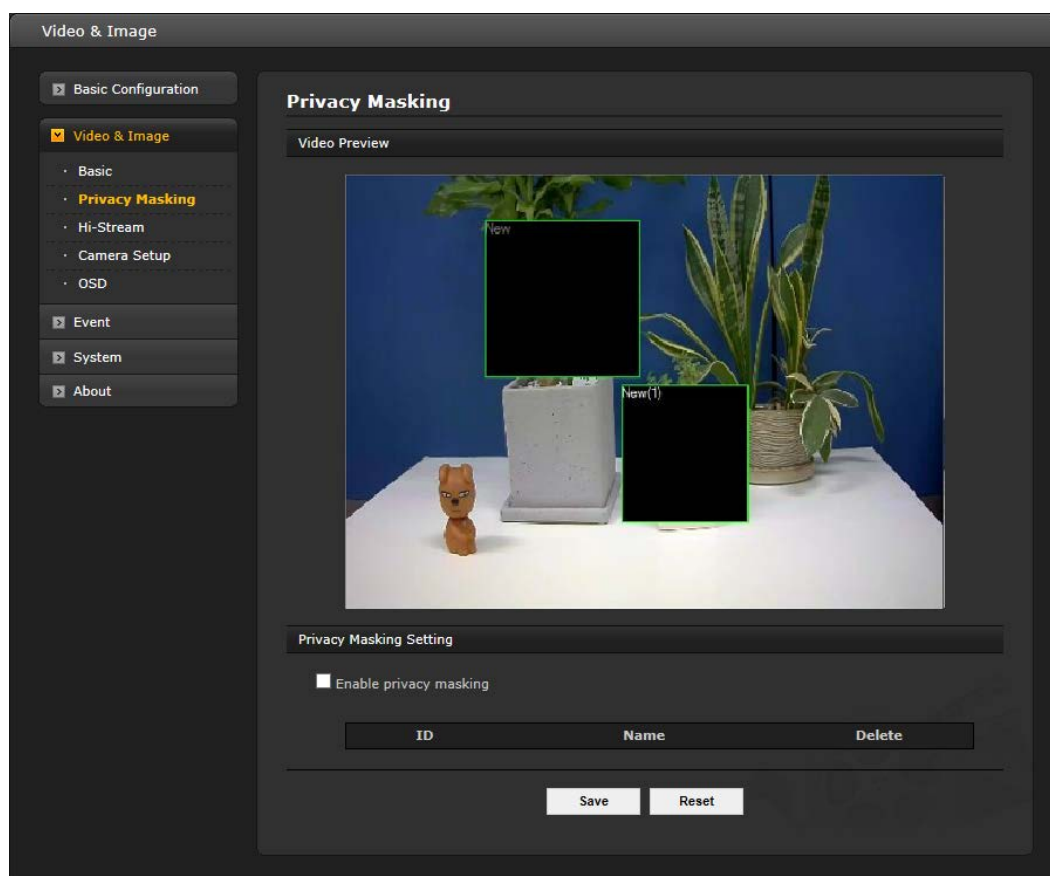 Video & Image
Basic Configuration
Video & Image
· Basic
· Privacy Masking
· Hi-Stream
· Camera Setup
· OSD
Event
System
About
Privacy Masking
Video Preview
New
New(1)
Privacy Masking Setting
Enable privacy masking
ID Name Delete
Save Reset